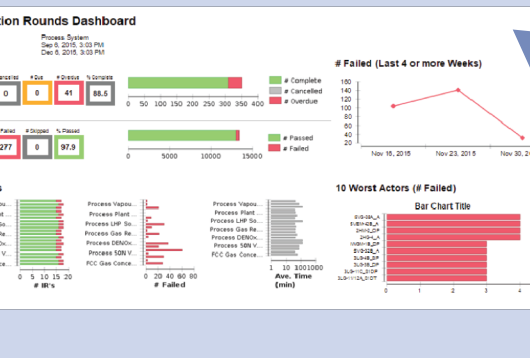 tion Rounds Dashboard
Process System
Sep 6, 2015, 3:03 PM
Dec 6, 2015, 3:03 PM
# Due # Overdue % Complete
0 0 41 88.5
# Complete
# Cancelled
# Overdue
0 50 100 150 200 250 300 350 400
# Skipped % Passed
277 0 97.9
# Passed
# Failed
0 5000 10000 15000
# Failed (Last 4 or more Weeks)
160
140
120
100
80
60
40
20
Nov 16, 2015 Nov 23, 2015 Nov 30, 20
Process Vapou...
Process Plant ...
Process LHP So...
Process Gas Re...
Process DENOx...
Process 50N V...
FCC Gas Conce...
0 5 10 15 20
# IR's
0 20 40 60 80
# Failed
Process Vapou...
Process Plant ...
Process LHP So...
Process Gas Re...
Process DENOx...
Process 50N V...
FCC Gas Conce...
1 10 100 1000
Ave. Time
(min)
10 Worst Actors (# Failed)
Bar Chart Title
0 1 2 3 4